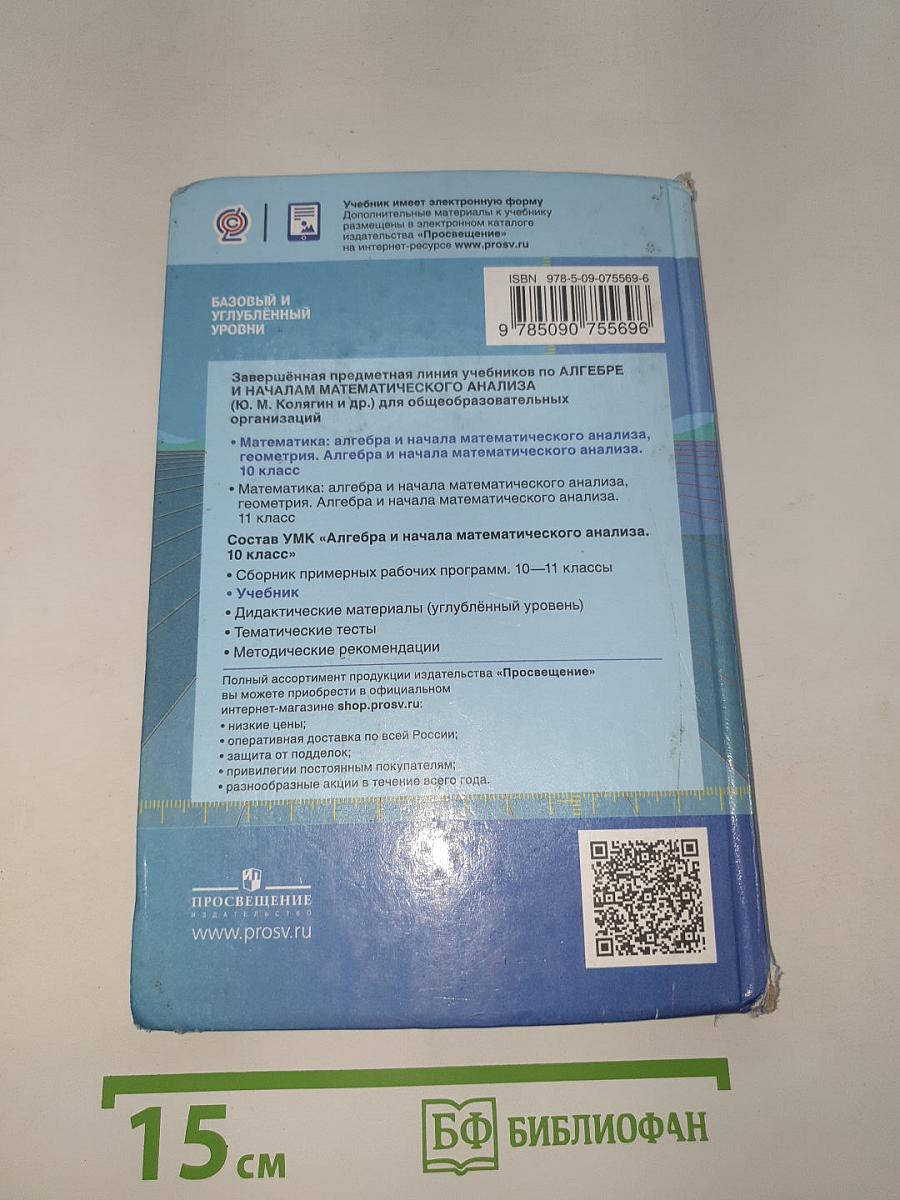 Учебник имеет электронную форму
Дополнительные материалы к учебнику
размещены в электронном каталоге
издательства «Просвещение»
на интернет-ресурсе www.prosv.ru
ISBN 978-5-09-075569-6
9 785090 755696
БАЗОВЫЙ И
УГЛУБЛЁННЫЙ
УРОВНИ
Завершённая предметная линия учебников по АЛГЕБРЕ
И НАЧАЛАМ МАТЕМАТИЧЕСКОГО АНАЛИЗА
(Ю. М. Колягин и др.) для общеобразовательных
организаций
• Математика: алгебра и начала математического анализа,
геометрия. Алгебра и начала математического анализа.
10 класс
• Математика: алгебра и начала математического анализа,
геометрия. Алгебра и начала математического анализа.
11 класс
Состав УМК «Алгебра и начала математического анализа.
10 класс»
• Сборник примерных рабочих программ. 10—11 классы
• Учебник
• Дидактические материалы (углублённый уровень)
• Тематические тесты
• Методические рекомендации
Полный ассортимент продукции издательства «Просвещение»
вы можете приобрести в официальном
интернет-магазине shop.prosv.ru:
• низкие цены;
• оперативная доставка по всей России;
• защита от подделок;
• привилегии постоянным покупателям;
• разнообразные акции в течение всего года.
ПРОСВЕЩЕНИЕ
ИЗДАТЕЛЬСТВО
www.prosv.ru
15 см
БФ БИБЛИОФАН